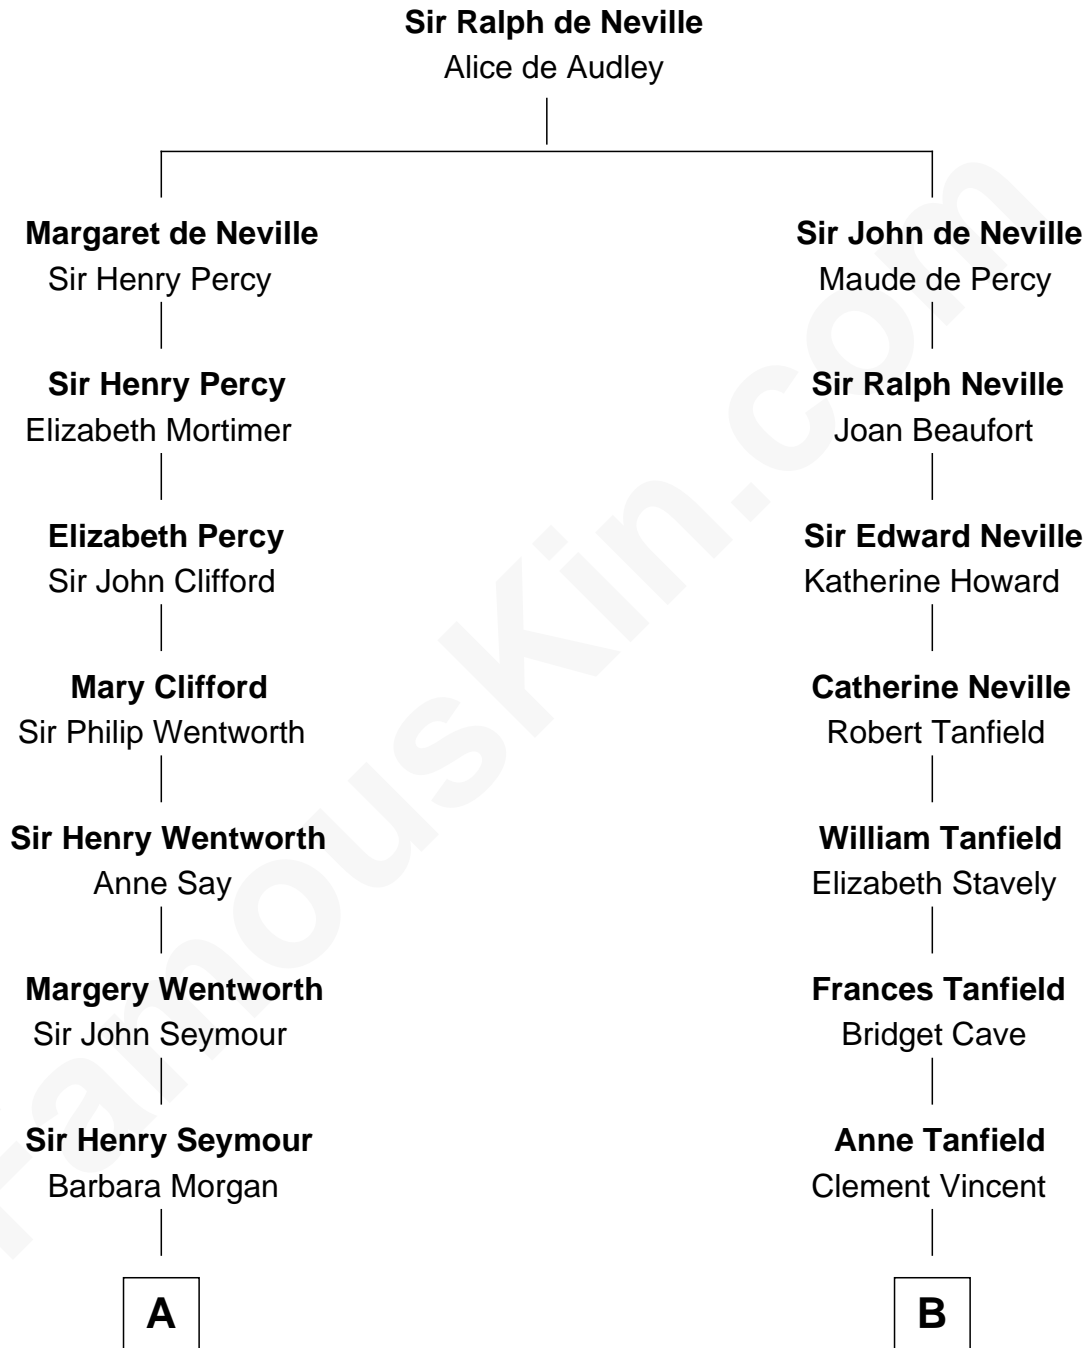 Sir Ralph de Neville
Alice de Audley
Margaret de Neville
Sir Henry Percy
Sir John de Neville
Maude de Percy
Sir Henry Percy
Elizabeth Mortimer
Sir Ralph Neville
Joan Beaufort
Elizabeth Percy
Sir John Clifford
Sir Edward Neville
Katherine Howard
Mary Clifford
Sir Philip Wentworth
Catherine Neville
Robert Tanfield
Sir Henry Wentworth
Anne Say
William Tanfield
Elizabeth Stavely
Margery Wentworth
Sir John Seymour
Frances Tanfield
Bridget Cave
Sir Henry Seymour
Barbara Morgan
Anne Tanfield
Clement Vincent
A
B
FamousKin.com